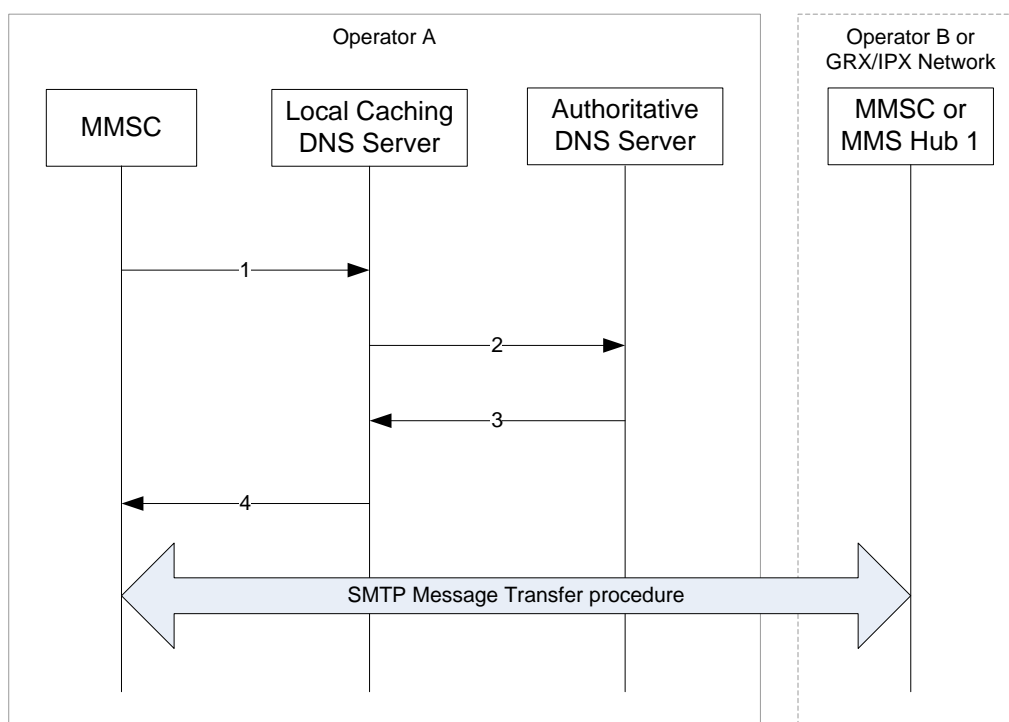 Operator A
Operator B or
GRX/IPX Network
MMSC
Local Caching
DNS Server
Authoritative
DNS Server
MMSC or
MMS Hub 1
1
2
3
4
SMTP Message Transfer procedure